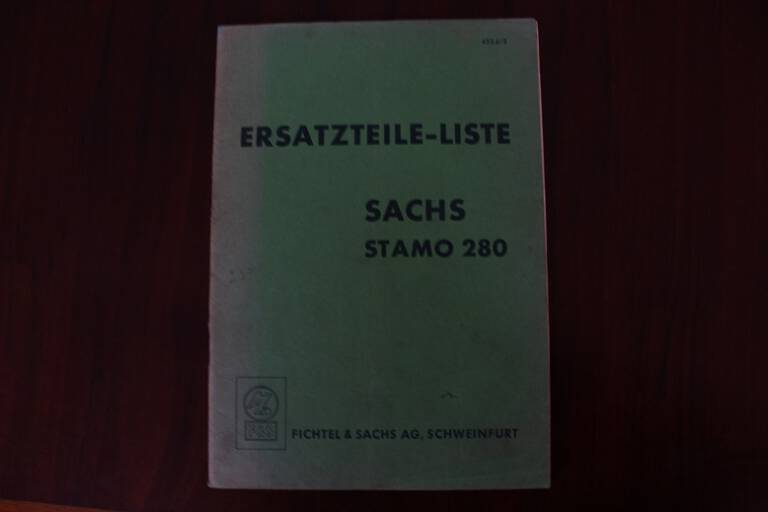 ERSATZTEILE-LISTE
SACHS
STAMO 280
FICHTEL & SACHS AG, SCHWEINFURT